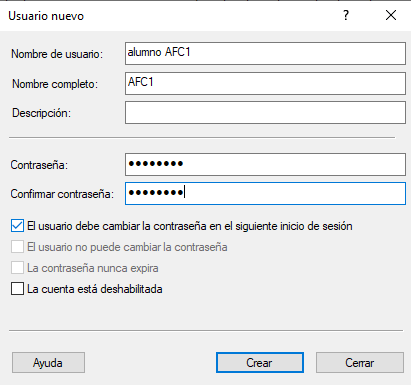 Usuario nuevo
Nombre de usuario: alumno AFC1
Nombre completo: AFC1
Descripción:
Contraseña: ●●●●●●●●
Confirmar contraseña: ●●●●●●●●
El usuario debe cambiar la contraseña en el siguiente inicio de sesión
El usuario no puede cambiar la contraseña
La contraseña nunca expira
La cuenta está deshabilitada
Ayuda Crear Cerrar